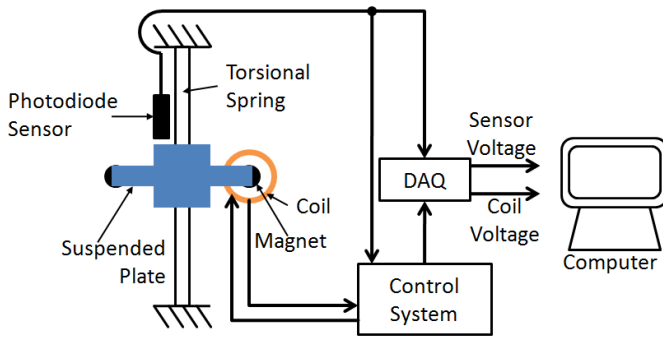 Torsional
Spring
Photodiode
Sensor
Sensor
Voltage
DAQ
Coil
Voltage
Coil
Magnet
Suspended
Plate
Computer
Control
System